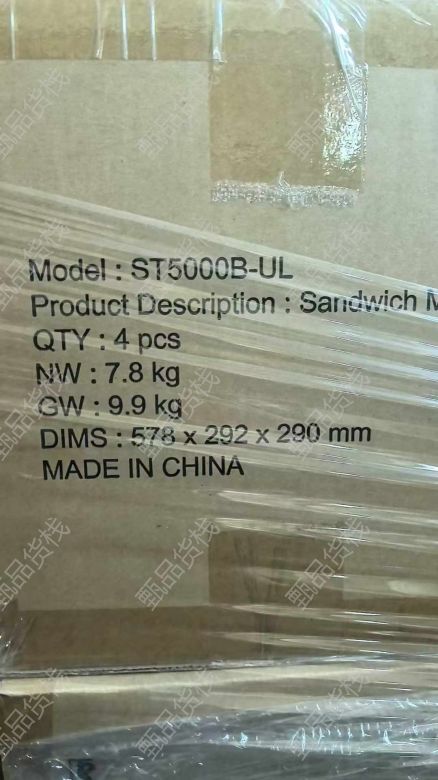 Model : ST5000B-UL
Product Description : Sandwich M
QTY : 4 pcs
NW : 7.8 kg
GW : 9.9 kg
DIMS : 578 x 292 x 290 mm
MADE IN CHINA
甄品货栈